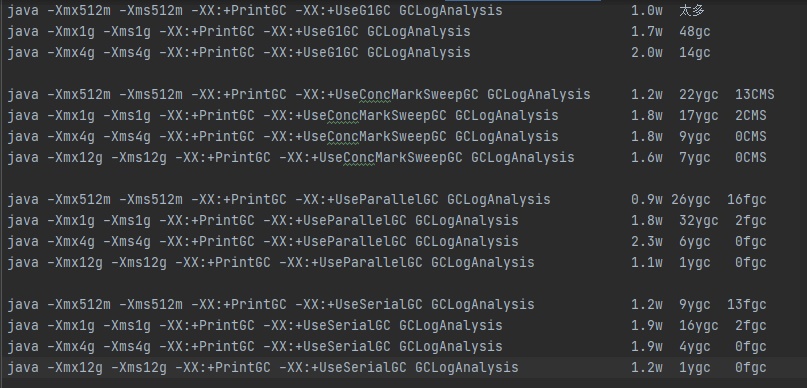 java -Xmx512m -Xms512m -XX:+PrintGC -XX:+UseG1GC GCLogAnalysis 1.0w 太多
java -Xmx1g -Xms1g -XX:+PrintGC -XX:+UseG1GC GCLogAnalysis 1.7w 48gc
java -Xmx4g -Xms4g -XX:+PrintGC -XX:+UseG1GC GCLogAnalysis 2.0w 14gc
java -Xmx512m -Xms512m -XX:+PrintGC -XX:+UseConcMarkSweepGC GCLogAnalysis 1.2w 22ygc 13CMS
java -Xmx1g -Xms1g -XX:+PrintGC -XX:+UseConcMarkSweepGC GCLogAnalysis 1.8w 17ygc 2CMS
java -Xmx4g -Xms4g -XX:+PrintGC -XX:+UseConcMarkSweepGC GCLogAnalysis 1.8w 9ygc 0CMS
java -Xmx12g -Xms12g -XX:+PrintGC -XX:+UseConcMarkSweepGC GCLogAnalysis 1.6w 7ygc 0CMS
java -Xmx512m -Xms512m -XX:+PrintGC -XX:+UseParallelGC GCLogAnalysis 0.9w 26ygc 16fgc
java -Xmx1g -Xms1g -XX:+PrintGC -XX:+UseParallelGC GCLogAnalysis 1.8w 32ygc 2fgc
java -Xmx4g -Xms4g -XX:+PrintGC -XX:+UseParallelGC GCLogAnalysis 2.3w 6ygc 0fgc
java -Xmx12g -Xms12g -XX:+PrintGC -XX:+UseParallelGC GCLogAnalysis 1.1w 1ygc 0fgc
java -Xmx512m -Xms512m -XX:+PrintGC -XX:+UseSerialGC GCLogAnalysis 1.2w 9ygc 13fgc
java -Xmx1g -Xms1g -XX:+PrintGC -XX:+UseSerialGC GCLogAnalysis 1.9w 16ygc 2fgc
java -Xmx4g -Xms4g -XX:+PrintGC -XX:+UseSerialGC GCLogAnalysis 1.9w 4ygc 0fgc
java -Xmx12g -Xms12g -XX:+PrintGC -XX:+UseSerialGC GCLogAnalysis 1.2w 1ygc 0fgc